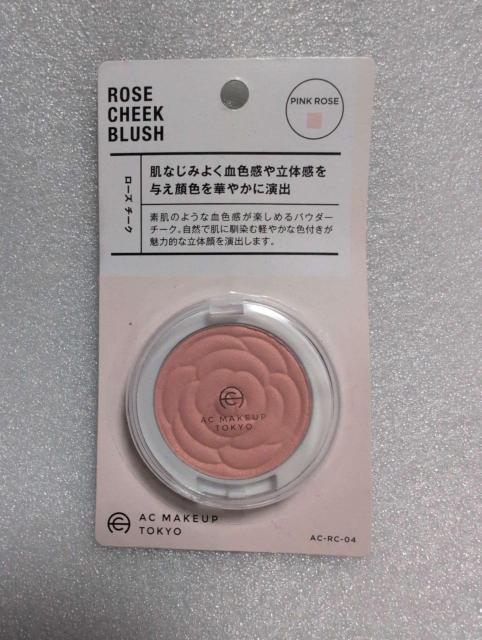 ROSE
CHEEK
BLUSH
PINK ROSE
ローズ チーク
肌なじみよく血色感や立体感を
与え顔色を華やかに演出
素肌のような血色感が楽しめるパウダー
チーク。自然で肌に馴染む軽やかな色付きが
魅力的な立体顔を演出します。
AC MAKEUP
TOKYO
AC MAKEUP
TOKYO
AC-RC-04